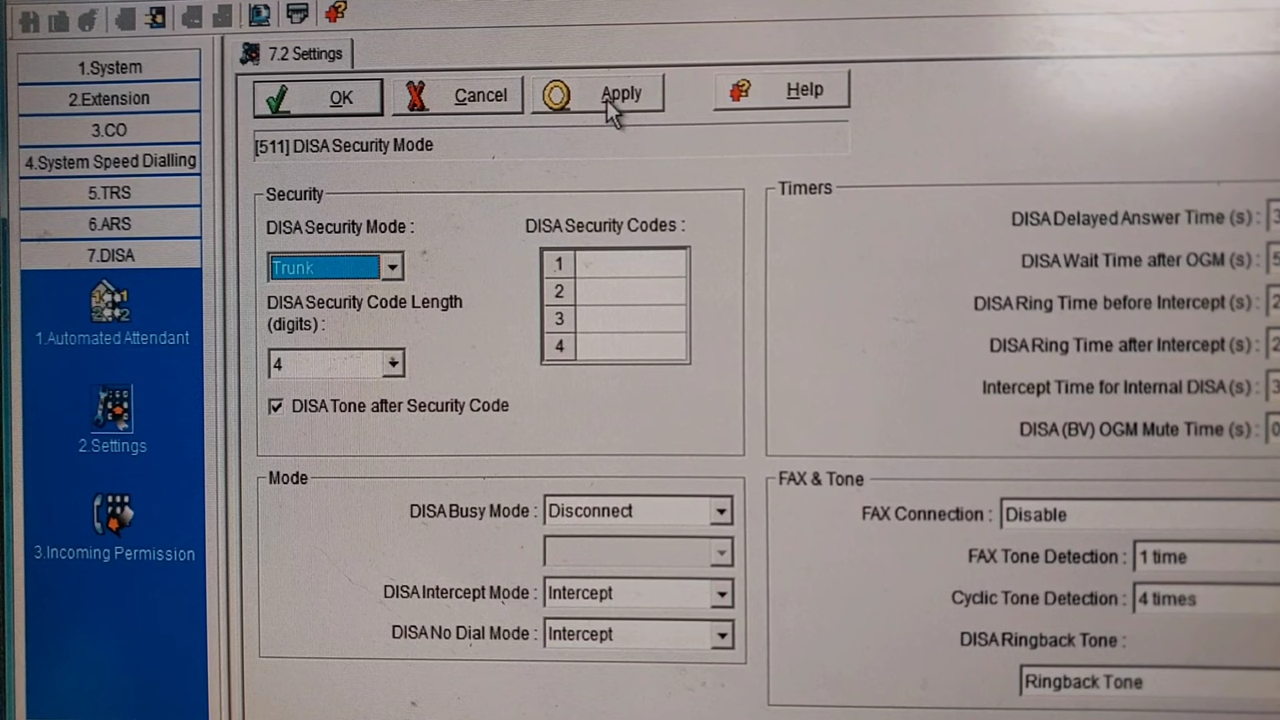 7.2 Settings
1.System
2.Extension
3.CO
4.System Speed Dialling
5.TRS
6.ARS
7.DISA
1.Automated Attendant
2.Settings
3.Incoming Permission
OK Cancel Apply Help
[511] DISA Security Mode
Security
DISA Security Mode :
Trunk
DISA Security Code Length
(digits) :
4
DISA Tone after Security Code
DISA Security Codes :
1
2
3
4
Timers
DISA Delayed Answer Time (s) :
DISA Wait Time after OGM (s) :
DISA Ring Time before Intercept (s) :
DISA Ring Time after Intercept (s) :
Intercept Time for Internal DISA (s) :
DISA (BV) OGM Mute Time (s) :
Mode
DISA Busy Mode : Disconnect
DISA Intercept Mode : Intercept
DISA No Dial Mode : Intercept
FAX & Tone
FAX Connection : Disable
FAX Tone Detection : 1 time
Cyclic Tone Detection : 4 times
DISA Ringback Tone :
Ringback Tone